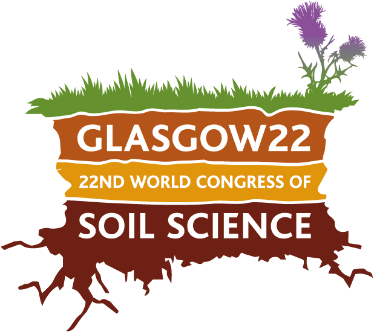 GLASGOW22
22ND WORLD CONGRESS OF
SOIL SCIENCE